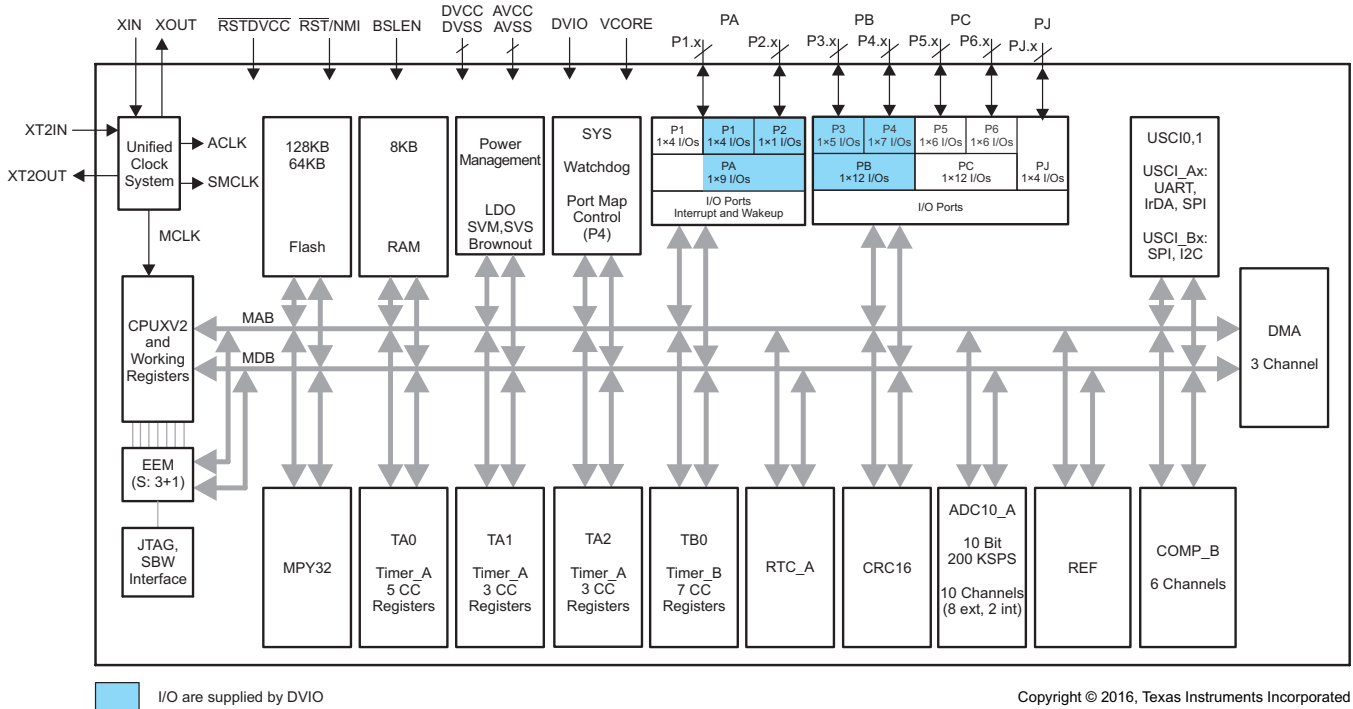 XIN
XOUT
RSTDVCC
RST/NMI
BSLEN
DVCC
DVSS
AVCC
AVSS
DVIO
VCORE
PA
P1.x
P2.x
PB
P3.x
P4.x
PC
P5.x
P6.x
PJ
PJ.x
XT2IN
XT2OUT
Unified
Clock
System
ACLK
SMCLK
MCLK
128KB
64KB
Flash
8KB
RAM
Power
Management
LDO
SVM,SVS
Brownout
SYS
Watchdog
Port Map
Control
(P4)
P1
1×4 I/Os
P1
1×4 I/Os
P2
1×1 I/Os
PA
1×9 I/Os
I/O Ports
Interrupt and Wakeup
P3
1×5 I/Os
P4
1×7 I/Os
P5
1×6 I/Os
P6
1×6 I/Os
PB
1×12 I/Os
PC
1×12 I/Os
PJ
1×4 I/Os
I/O Ports
USCI0,1
USCI_Ax:
UART,
IrDA, SPI
USCI_Bx:
SPI, I2C
CPUXV2
and
Working
Registers
MAB
MDB
DMA
3 Channel
EEM
(S: 3+1)
JTAG,
SBW
Interface
MPY32
TA0
Timer_A
5 CC
Registers
TA1
Timer_A
3 CC
Registers
TA2
Timer_A
3 CC
Registers
TB0
Timer_B
7 CC
Registers
RTC_A
CRC16
ADC10_A
10 Bit
200 KSPS
10 Channels
(8 ext, 2 int)
REF
COMP_B
6 Channels
I/O are supplied by DVIO
Copyright © 2016, Texas Instruments Incorporated